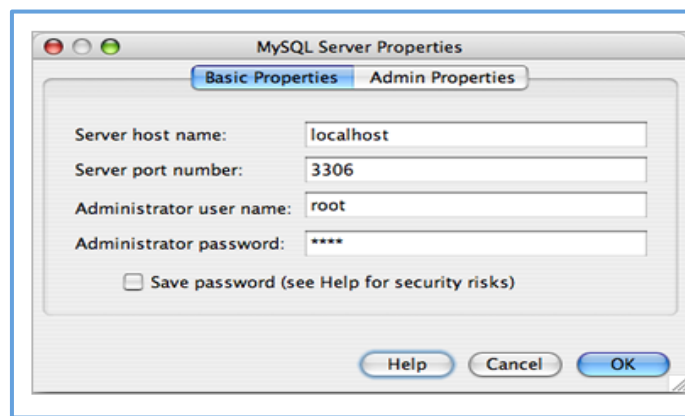 MySQL Server Properties
Basic Properties Admin Properties
Server host name: localhost
Server port number: 3306
Administrator user name: root
Administrator password: ****
Save password (see Help for security risks)
Help Cancel OK